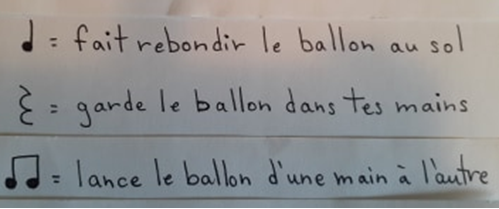 ♩ = fait rebondir le ballon au sol
𝄽 = garde le ballon dans tes mains
♫ = lance le ballon d'une main à l'autre